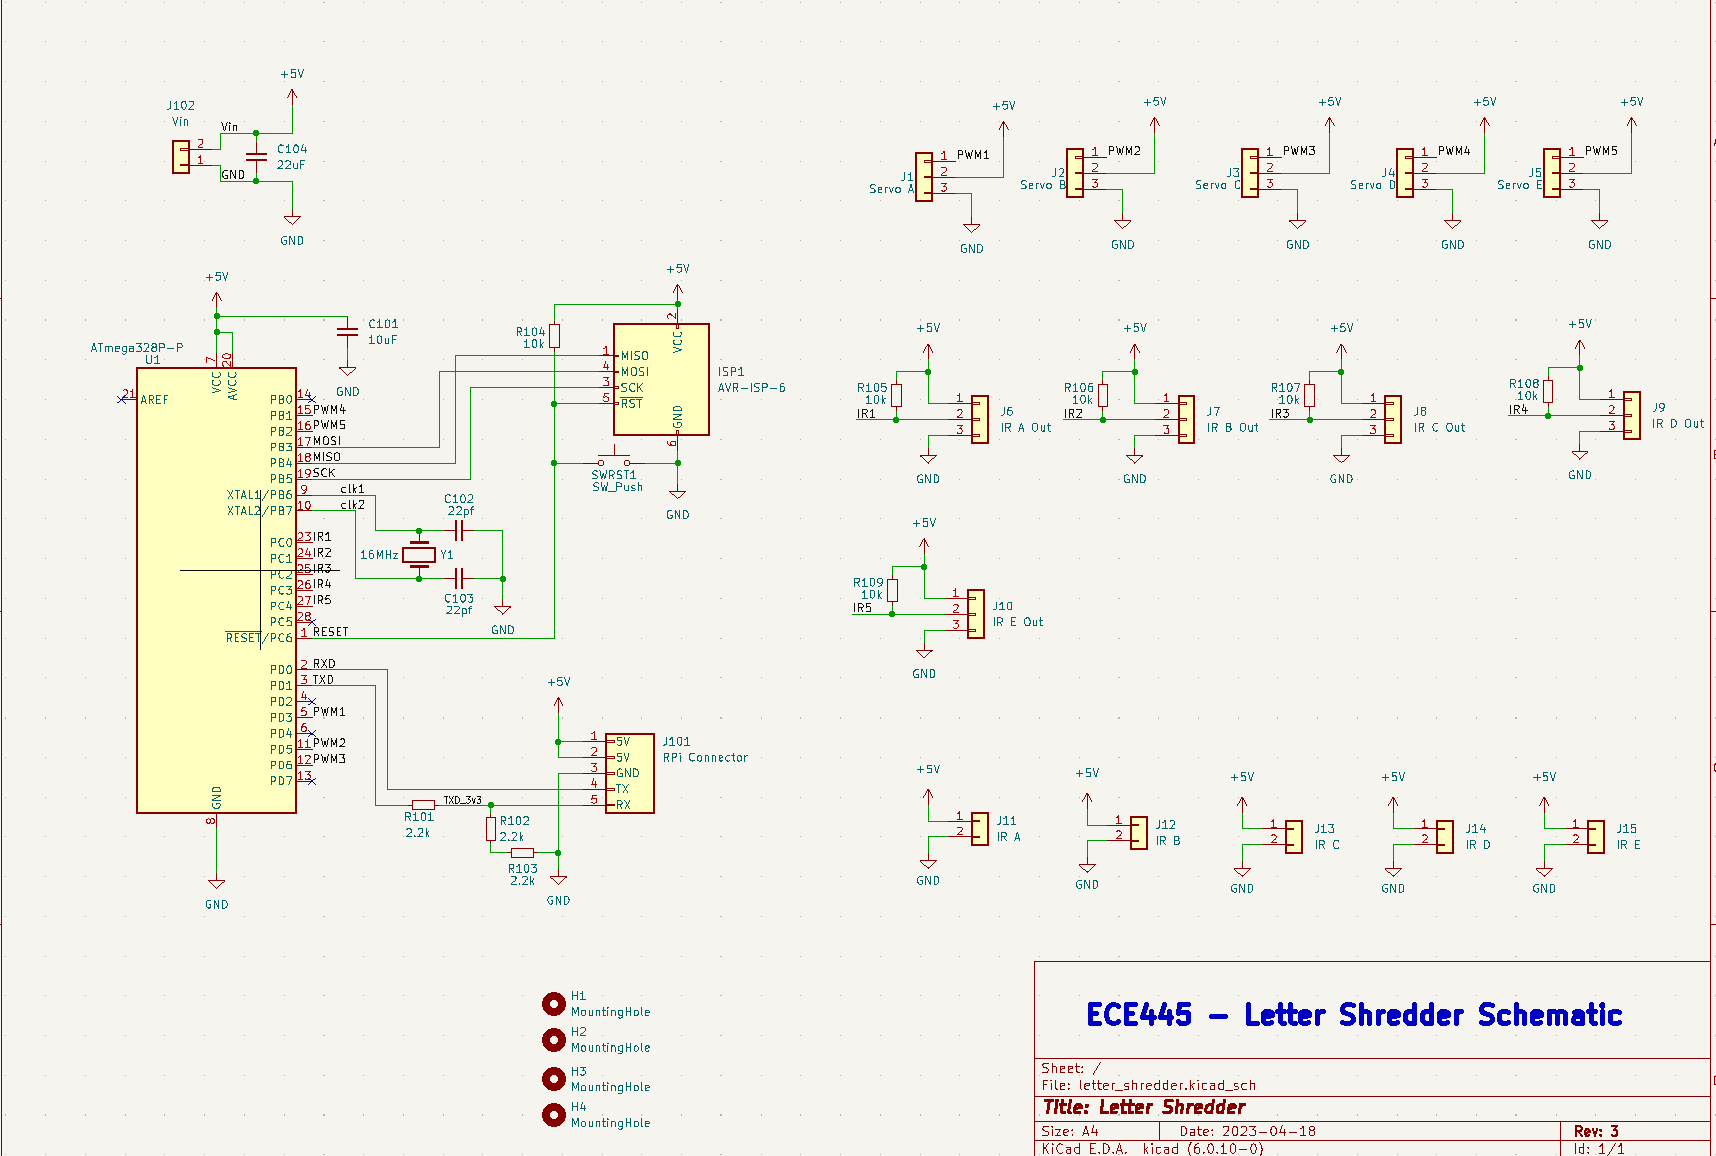 +5V
J102
Vin
Vin
2
1
C104
22uF
GND
GND
+5V
J1
Servo A
1
2
3
PWM1
GND
+5V
J2
Servo B
1
2
3
PWM2
GND
+5V
J3
Servo C
1
2
3
PWM3
GND
+5V
J4
Servo D
1
2
3
PWM4
GND
+5V
J5
Servo E
1
2
3
PWM5
GND
+5V
C101
10uF
GND
ATmega328P-P
U1
7
20
VCC
AVCC
21
AREF
PB0
14
PB1
15
PWM4
PB2
16
PWM5
PB3
17
MOSI
PB4
18
MISO
PB5
19
SCK
XTAL1/PB6
9
clk1
XTAL2/PB7
10
clk2
PC0
23
IR1
PC1
24
IR2
PC2
25
IR3
PC3
26
IR4
PC4
27
IR5
PC5
28
RESET/PC6
1
RESET
PD0
2
RXD
PD1
3
TXD
PD2
4
PD3
5
PWM1
PD4
6
PD5
11
PWM2
PD6
12
PWM3
PD7
13
GND
8
GND
+5V
R104
10k
2
VCC
1
MISO
4
MOSI
3
SCK
5
RST
GND
6
ISP1
AVR-ISP-6
SWRST1
SW_Push
GND
C102
22pf
16MHz
Y1
C103
22pf
GND
+5V
J101
RPi Connector
1
5V
2
5V
3
GND
4
TX
5
RX
TXD_3v3
R101
2.2k
R102
2.2k
R103
2.2k
GND
+5V
R105
10k
IR1
1
2
3
J6
IR A Out
GND
+5V
R106
10k
IR2
1
2
3
J7
IR B Out
GND
+5V
R107
10k
IR3
1
2
3
J8
IR C Out
GND
+5V
R108
10k
IR4
1
2
3
J9
IR D Out
GND
+5V
R109
10k
IR5
1
2
3
J10
IR E Out
GND
+5V
1
2
J11
IR A
GND
+5V
1
2
J12
IR B
GND
+5V
1
2
J13
IR C
GND
+5V
1
2
J14
IR D
GND
+5V
1
2
J15
IR E
GND
H1
MountingHole
H2
MountingHole
H3
MountingHole
H4
MountingHole
ECE445 – Letter Shredder Schematic
Sheet: /
File: letter_shredder.kicad_sch
Title: Letter Shredder
Size: A4
Date: 2023-04-18
Rev: 3
KiCad E.D.A. kicad (6.0.10-0)
Id: 1/1